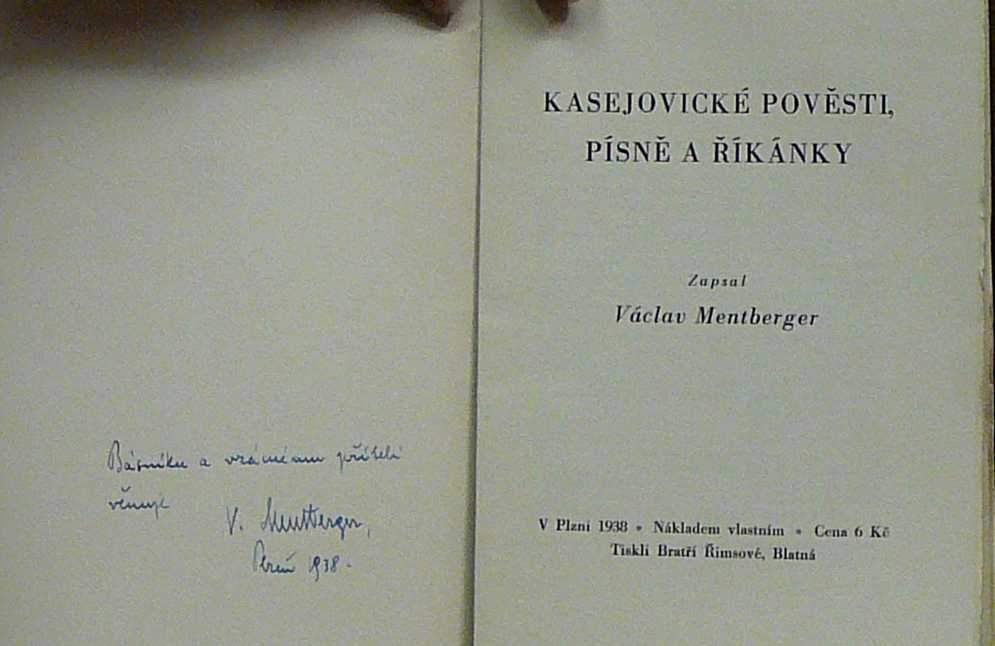 Básníku a vzácnému příteli
věnuje
V. Mentberger,
Plzeň 1938.
KASEJOVICKÉ POVĚSTI,
PÍSNĚ A ŘÍKÁNKY
Zapsal
Václav Mentberger
V Plzni 1938 • Nákladem vlastním • Cena 6 Kč
Tiskli Bratří Římsové, Blatná